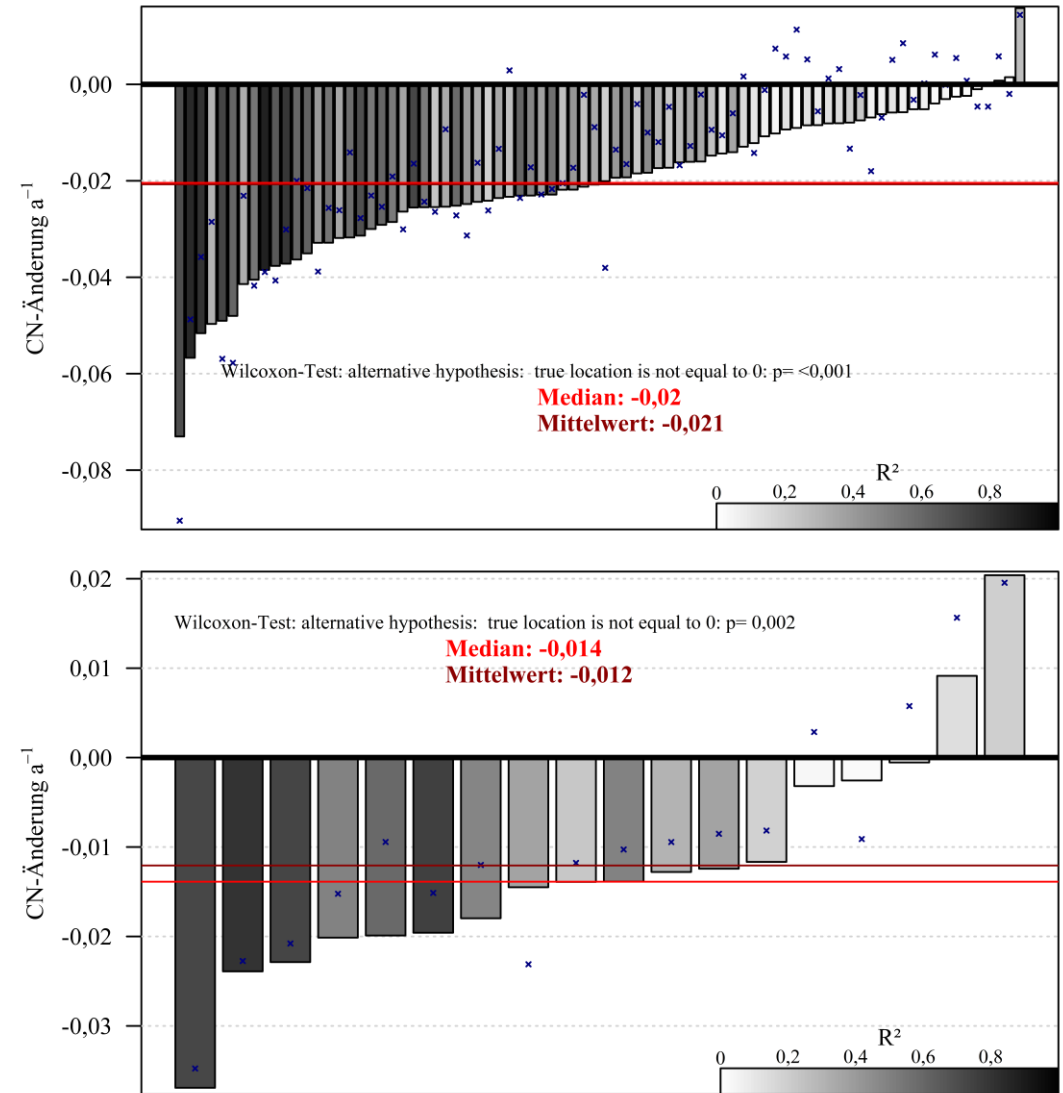 0,00
-0,02
-0,04
-0,06
-0,08
CN-Änderung a⁻¹
Wilcoxon-Test: alternative hypothesis:  true location is not equal to 0: p= <0,001
Median: -0,02
Mittelwert: -0,021
R²
0 0,2 0,4 0,6 0,8
0,02
0,01
0,00
-0,01
-0,02
-0,03
CN-Änderung a⁻¹
Wilcoxon-Test: alternative hypothesis:  true location is not equal to 0: p= 0,002
Median: -0,014
Mittelwert: -0,012
R²
0 0,2 0,4 0,6 0,8